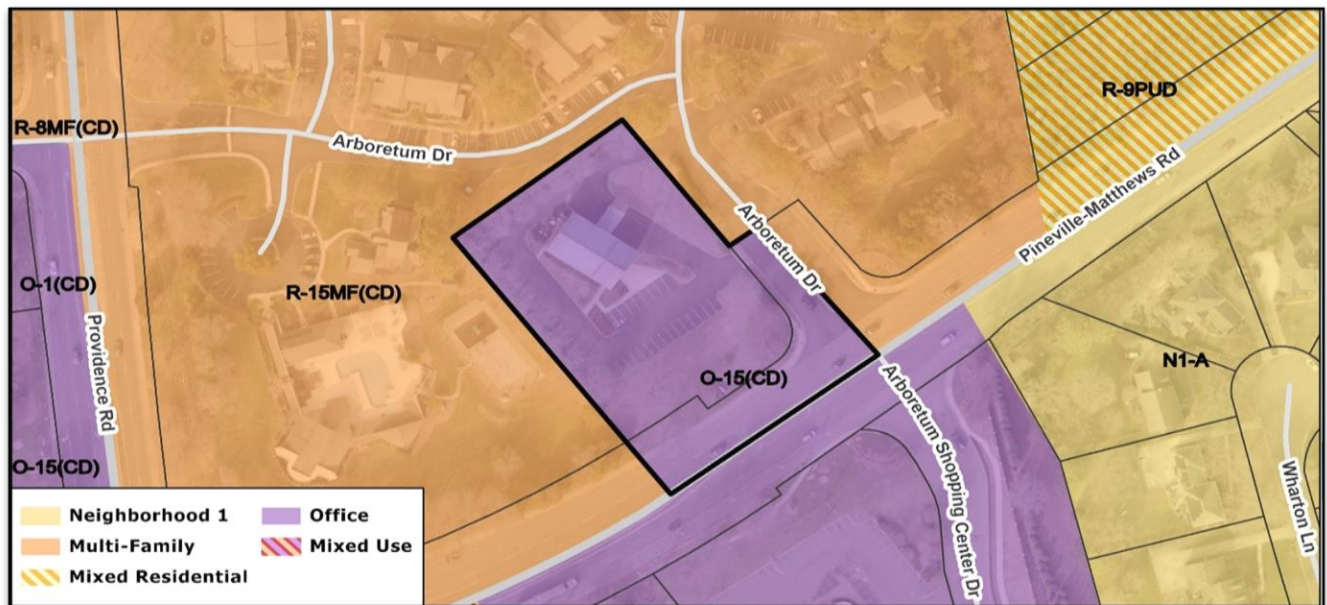 R-9PUD
R-8MF(CD)
Arboretum Dr
Pineville-Matthews Rd
Arboretum Dr
O-1(CD)
R-15MF(CD)
Providence Rd
N1-A
O-15(CD)
Arboretum Shopping Center Dr
O-15(CD)
Wharton Ln
Neighborhood 1
Office
Multi-Family
Mixed Use
Mixed Residential